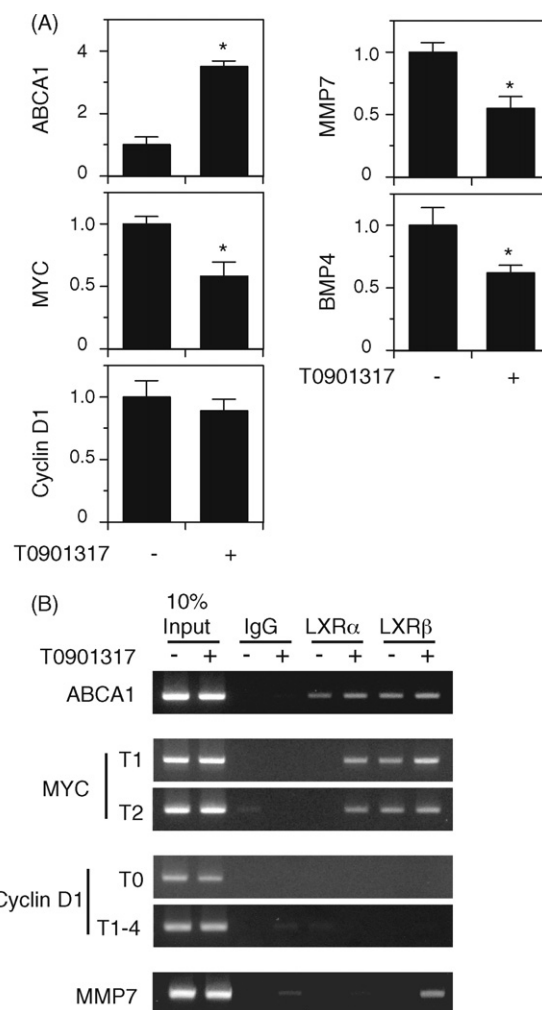 (A)
ABCA1
4
2
0
*
MYC
1.0
0.5
0
*
Cyclin D1
1.0
0.5
0
T0901317 - +
MMP7
1.0
0.5
0
*
BMP4
1.0
0.5
0
*
T0901317 - +
(B)
10%
Input IgG LXRα LXRβ
T0901317 - + - + - + - +
ABCA1
MYC
T1
T2
Cyclin D1
T0
T1-4
MMP7